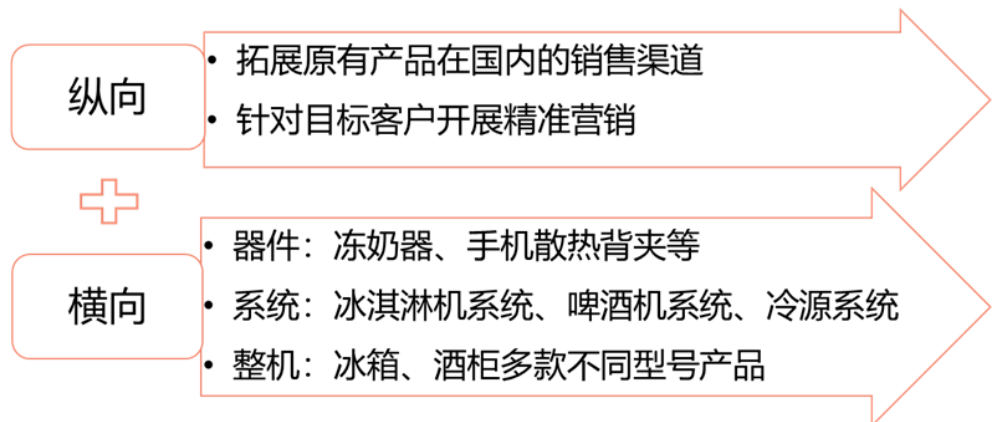 纵向
• 拓展原有产品在国内的销售渠道
• 针对目标客户开展精准营销
横向
• 器件：冻奶器、手机散热背夹等
• 系统：冰淇淋机系统、啤酒机系统、冷源系统
• 整机：冰箱、酒柜多款不同型号产品